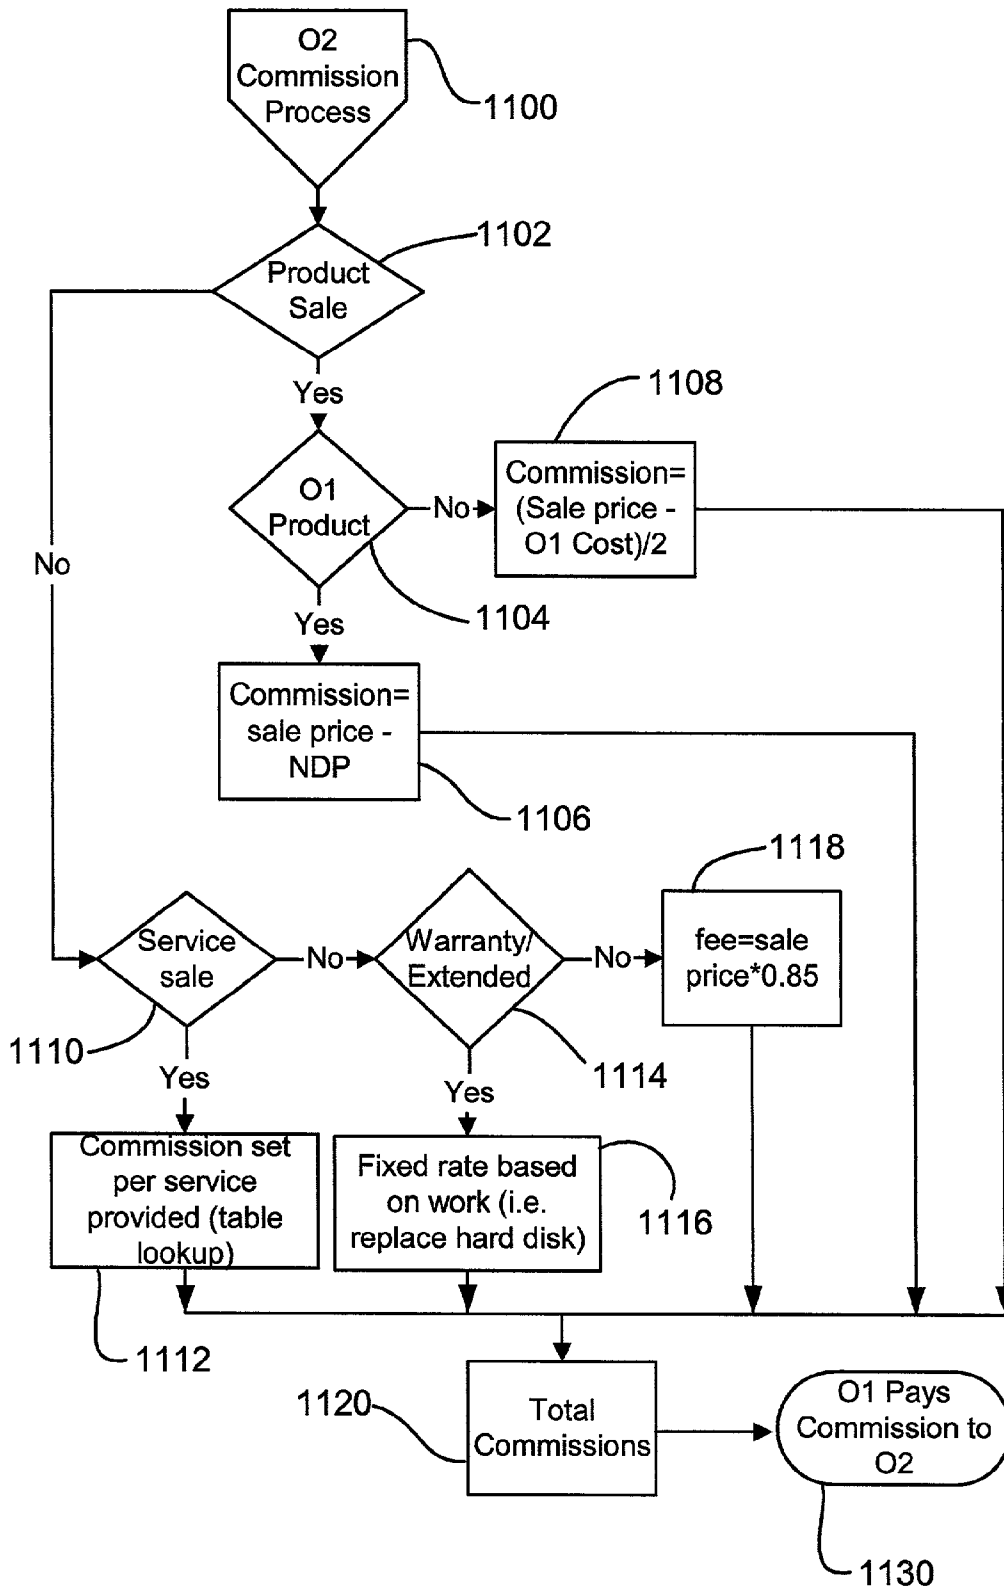 O2
Commission
Process
1100
1102
Product
Sale
Yes
1108
O1
Product
No
Commission=
(Sale price -
O1 Cost)/2
No
1104
Yes
Commission=
sale price -
NDP
1106
1118
Service
sale
No
Warranty/
Extended
No
fee=sale
price*0.85
1110
1114
Yes
Yes
Commission set
per service
provided (table
lookup)
Fixed rate based
on work (i.e.
replace hard disk)
1116
1112
1120
Total
Commissions
O1 Pays
Commission to
O2
1130